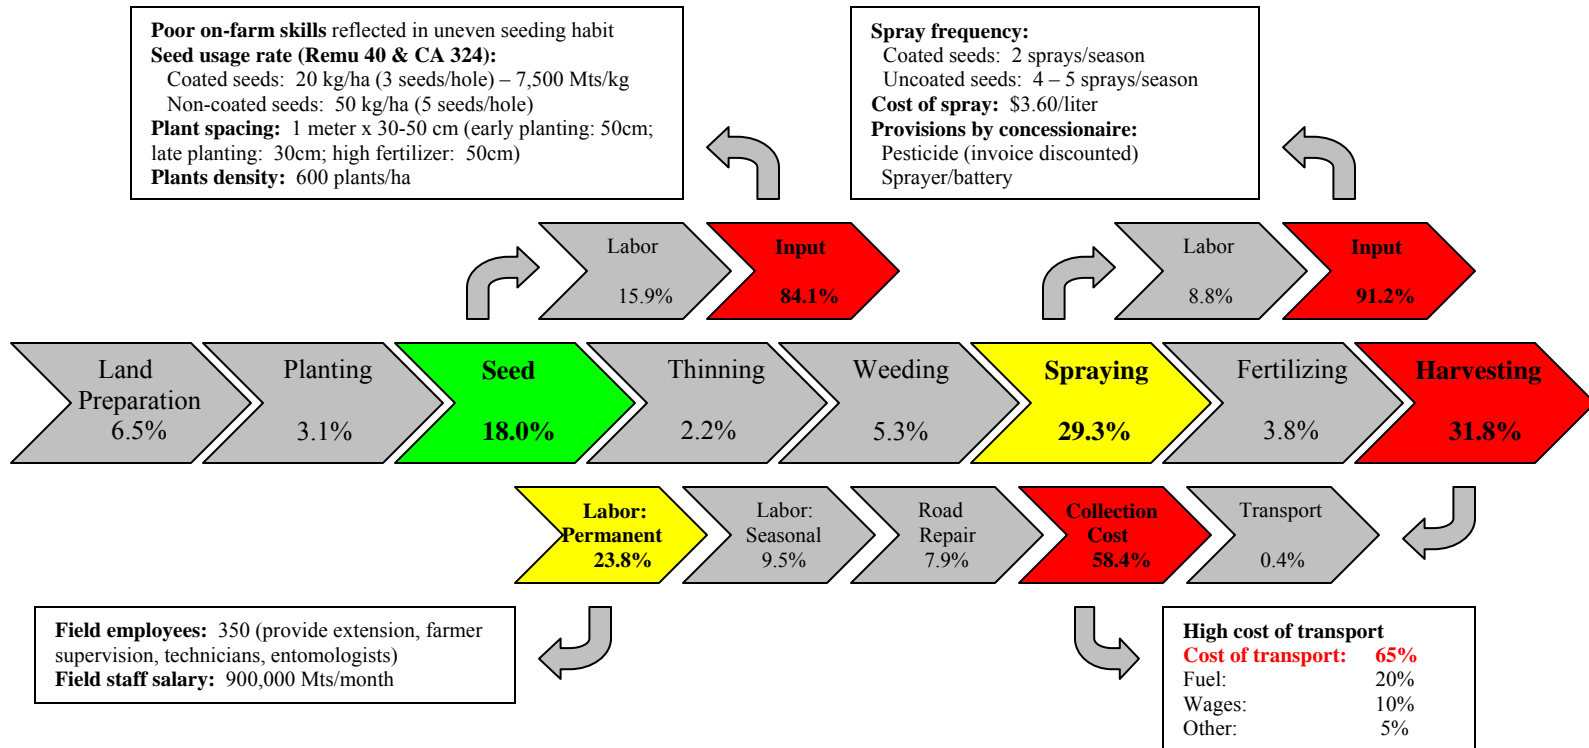 Poor on-farm skills reflected in uneven seeding habit
Seed usage rate (Remu 40 & CA 324):
Coated seeds: 20 kg/ha (3 seeds/hole) – 7,500 Mts/kg
Non-coated seeds: 50 kg/ha (5 seeds/hole)
Plant spacing: 1 meter x 30-50 cm (early planting: 50cm;
late planting: 30cm; high fertilizer: 50cm)
Plants density: 600 plants/ha
Spray frequency:
Coated seeds: 2 sprays/season
Uncoated seeds: 4 – 5 sprays/season
Cost of spray: $3.60/liter
Provisions by concessionaire:
Pesticide (invoice discounted)
Sprayer/battery
Labor
15.9%
Input
84.1%
Labor
8.8%
Input
91.2%
Land
Preparation
6.5%
Planting
3.1%
Seed
18.0%
Thinning
2.2%
Weeding
5.3%
Spraying
29.3%
Fertilizing
3.8%
Harvesting
31.8%
Labor:
Permanent
23.8%
Labor:
Seasonal
9.5%
Road
Repair
7.9%
Collection
Cost
58.4%
Transport
0.4%
Field employees: 350 (provide extension, farmer
supervision, technicians, entomologists)
Field staff salary: 900,000 Mts/month
High cost of transport
Cost of transport: 65%
Fuel: 20%
Wages: 10%
Other: 5%